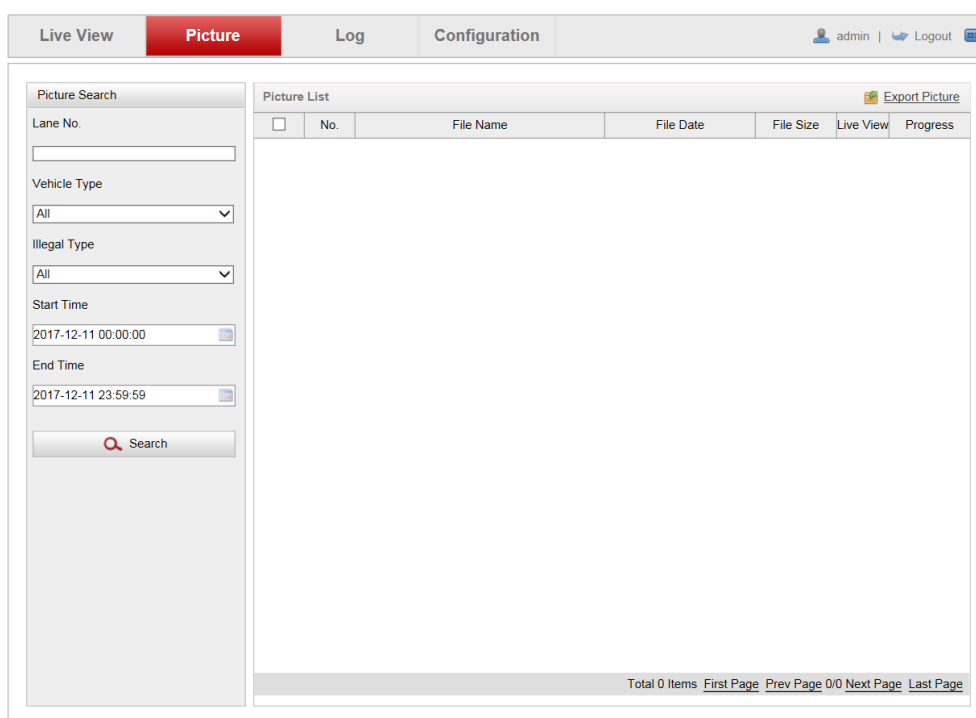 Live View Picture Log Configuration admin | Logout
Picture Search
Lane No.
Vehicle Type
All
Illegal Type
All
Start Time
2017-12-11 00:00:00
End Time
2017-12-11 23:59:59
Search
Picture List Export Picture
No. File Name File Date File Size Live View Progress
Total 0 Items First Page Prev Page 0/0 Next Page Last Page